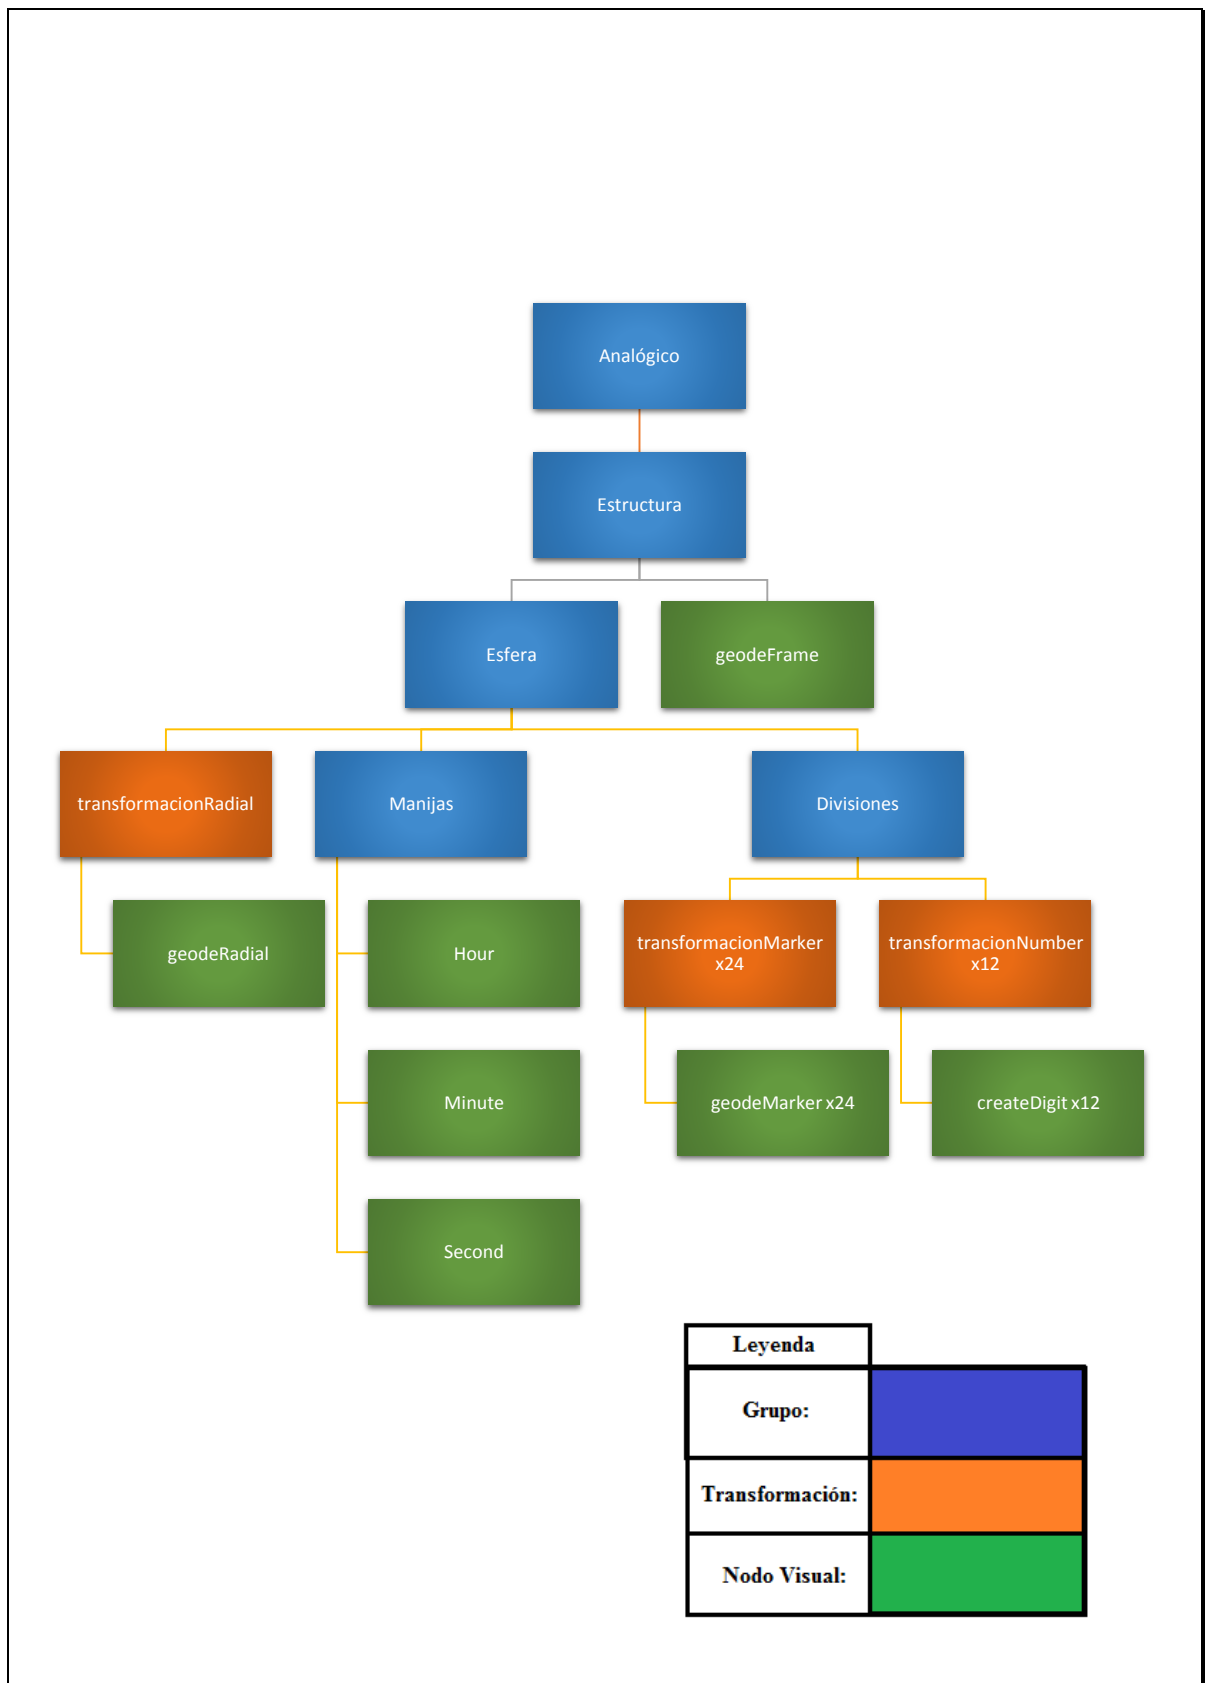 Analógico
Estructura
Esfera
geodeFrame
transformacionRadial
Manijas
Divisiones
geodeRadial
Hour
transformacionMarker
x24
transformacionNumber
x12
Minute
geodeMarker x24
createDigit x12
Second
Leyenda
Grupo:
Transformación:
Nodo Visual: